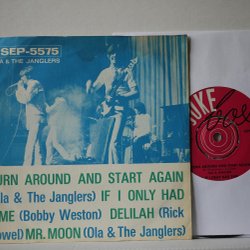 SEP-5575
A & THE JANGLERS
URN AROUND AND START AGAIN
la & The Janglers) IF I ONLY HAD
ME (Bobby Weston) DELILAH (Rick
owel) MR. MOON (Ola & The Janglers)
UKE